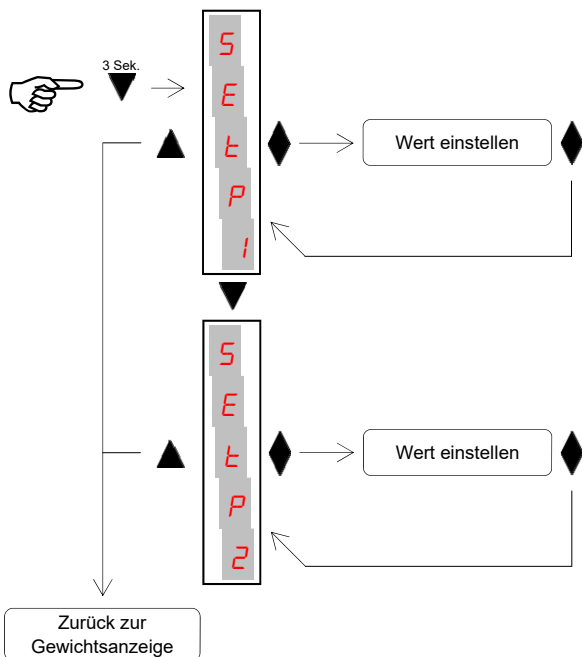 3 Sek.
S
E
t
P
1
Wert einstellen
S
E
t
P
2
Wert einstellen
Zurück zur
Gewichtsanzeige